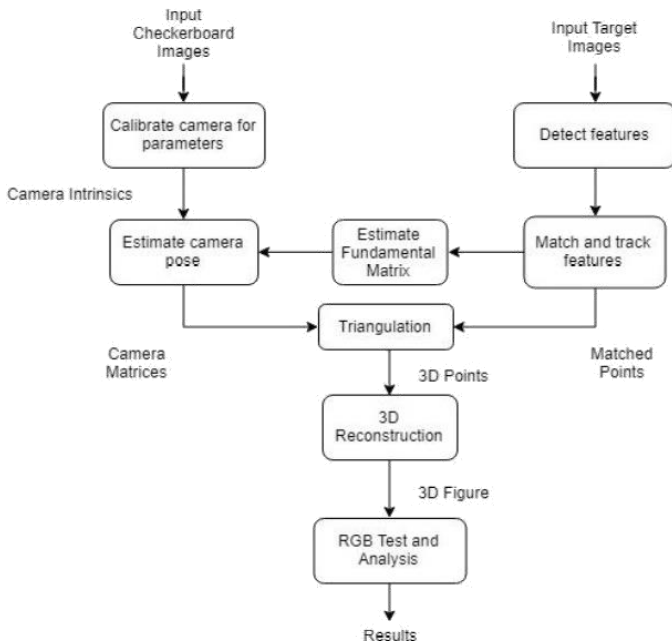 Input
Checkerboard
Images
Input Target
Images
Calibrate camera for
parameters
Detect features
Camera Intrinsics
Estimate camera
pose
Estimate
Fundamental
Matrix
Match and track
features
Triangulation
Camera
Matrices
Matched
Points
3D Points
3D
Reconstruction
3D Figure
RGB Test and
Analysis
Results